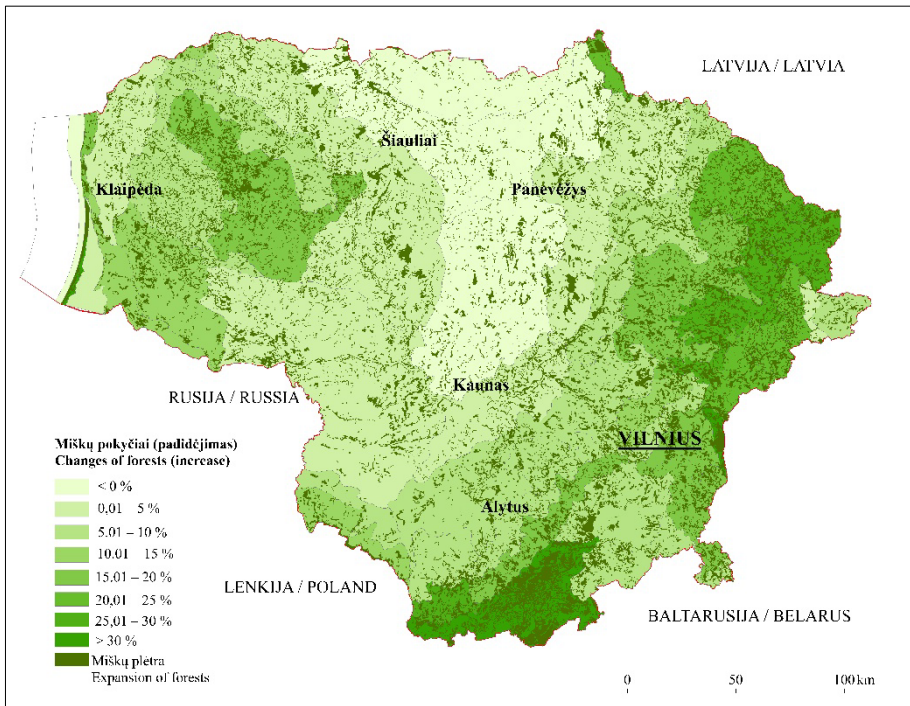 LATVIJA / LATVIA
Šiauliai
Klaipėda
Panevėžys
Kaunas
RUSIJA / RUSSIA
VILNIUS
Miškų pokyčiai (padidėjimas)
Changes of forests (increase)
< 0 %
0,01 – 5 %
5.01 – 10 %
10.01 – 15 %
15.01 – 20 %
20,01 – 25 %
25,01 – 30 %
> 30 %
Miškų plėtra
Expansion of forests
Alytus
LENKIJA / POLAND
BALTARUSIJA / BELARUS
0 50 100 km